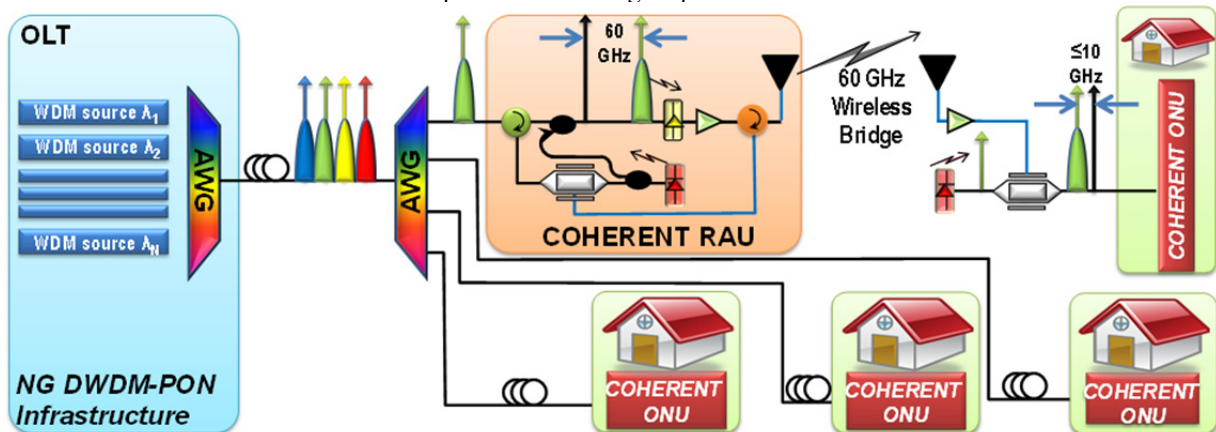 OLT
WDM source λ1
WDM source λ2
WDM source λN
AWG
NG DWDM-PON
Infrastructure
AWG
60
GHz
COHERENT RAU
60 GHz
Wireless
Bridge
≤10
GHz
COHERENT ONU
COHERENT
ONU
COHERENT
ONU
COHERENT
ONU